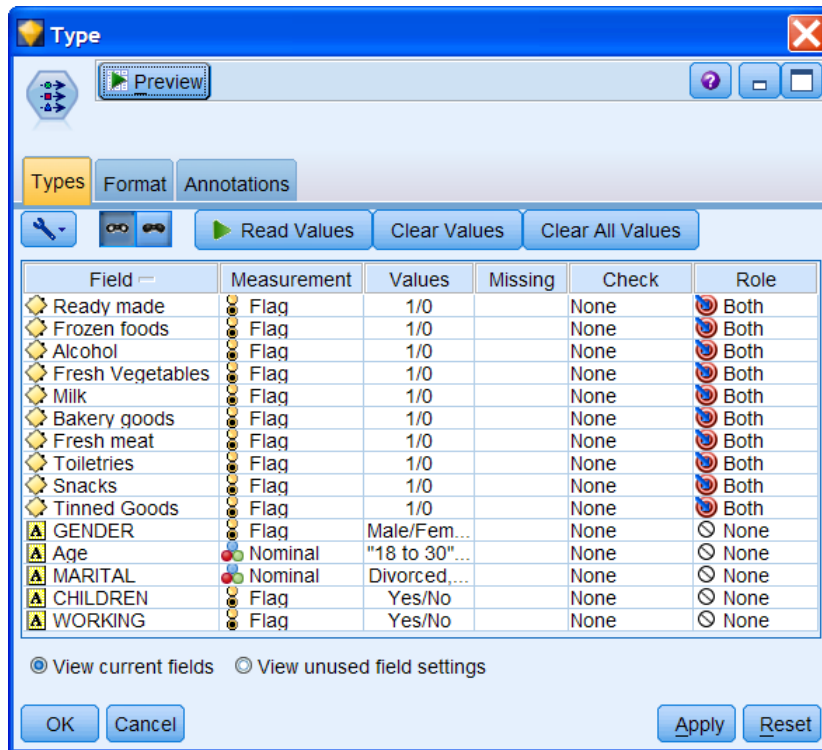 Type
Preview
Types Format Annotations
Read Values Clear Values Clear All Values
Field Measurement Values Missing Check Role
Ready made Flag 1/0 None Both
Frozen foods Flag 1/0 None Both
Alcohol Flag 1/0 None Both
Fresh Vegetables Flag 1/0 None Both
Milk Flag 1/0 None Both
Bakery goods Flag 1/0 None Both
Fresh meat Flag 1/0 None Both
Toiletries Flag 1/0 None Both
Snacks Flag 1/0 None Both
Tinned Goods Flag 1/0 None Both
A GENDER Flag Male/Fem... None None
A Age Nominal "18 to 30"... None None
A MARITAL Nominal Divorced,... None None
A CHILDREN Flag Yes/No None None
A WORKING Flag Yes/No None None
View current fields View unused field settings
OK Cancel Apply Reset